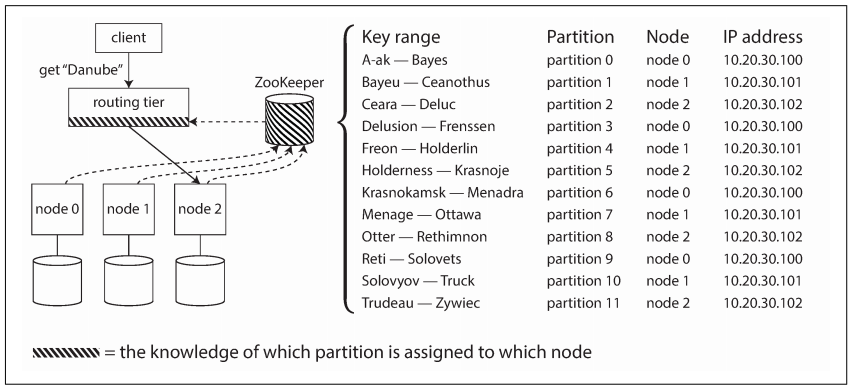 client
get “Danube”
routing tier
ZooKeeper
node 0 node 1 node 2
Key range Partition Node IP address
A-ak — Bayes partition 0 node 0 10.20.30.100
Bayeu — Ceanothus partition 1 node 1 10.20.30.101
Ceara — Deluc partition 2 node 2 10.20.30.102
Delusion — Frenssen partition 3 node 0 10.20.30.100
Freon — Holderlin partition 4 node 1 10.20.30.101
Holderness — Krasnoje partition 5 node 2 10.20.30.102
Krasnokamsk — Menadra partition 6 node 0 10.20.30.100
Menage — Ottawa partition 7 node 1 10.20.30.101
Otter — Rethimnon partition 8 node 2 10.20.30.102
Reti — Solovets partition 9 node 0 10.20.30.100
Solovyov — Truck partition 10 node 1 10.20.30.101
Trudeau — Zywiec partition 11 node 2 10.20.30.102
= the knowledge of which partition is assigned to which node